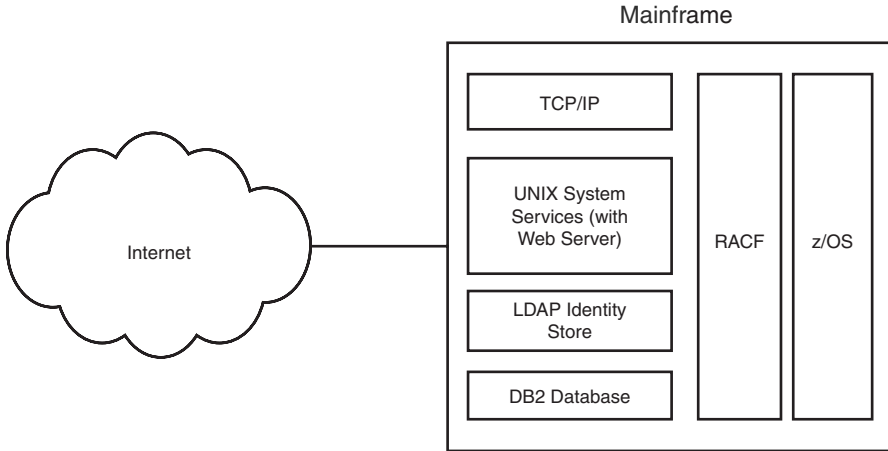 Mainframe
TCP/IP
UNIX System
Services (with
Web Server)
RACF
z/OS
Internet
LDAP Identity
Store
DB2 Database